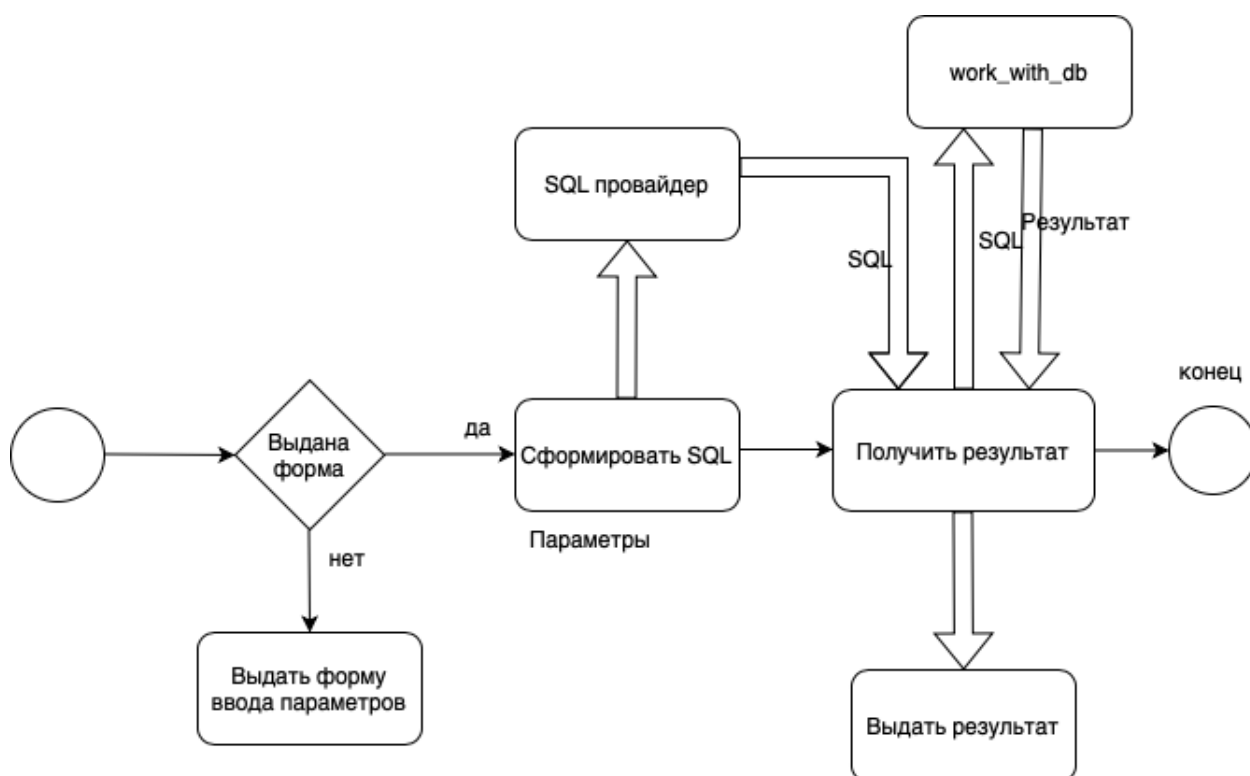 work_with_db
SQL провайдер
Результат
SQL
SQL
конец
да
Выдана
форма
Сформировать SQL
Получить результат
Параметры
нет
Выдать форму
ввода параметров
Выдать результат